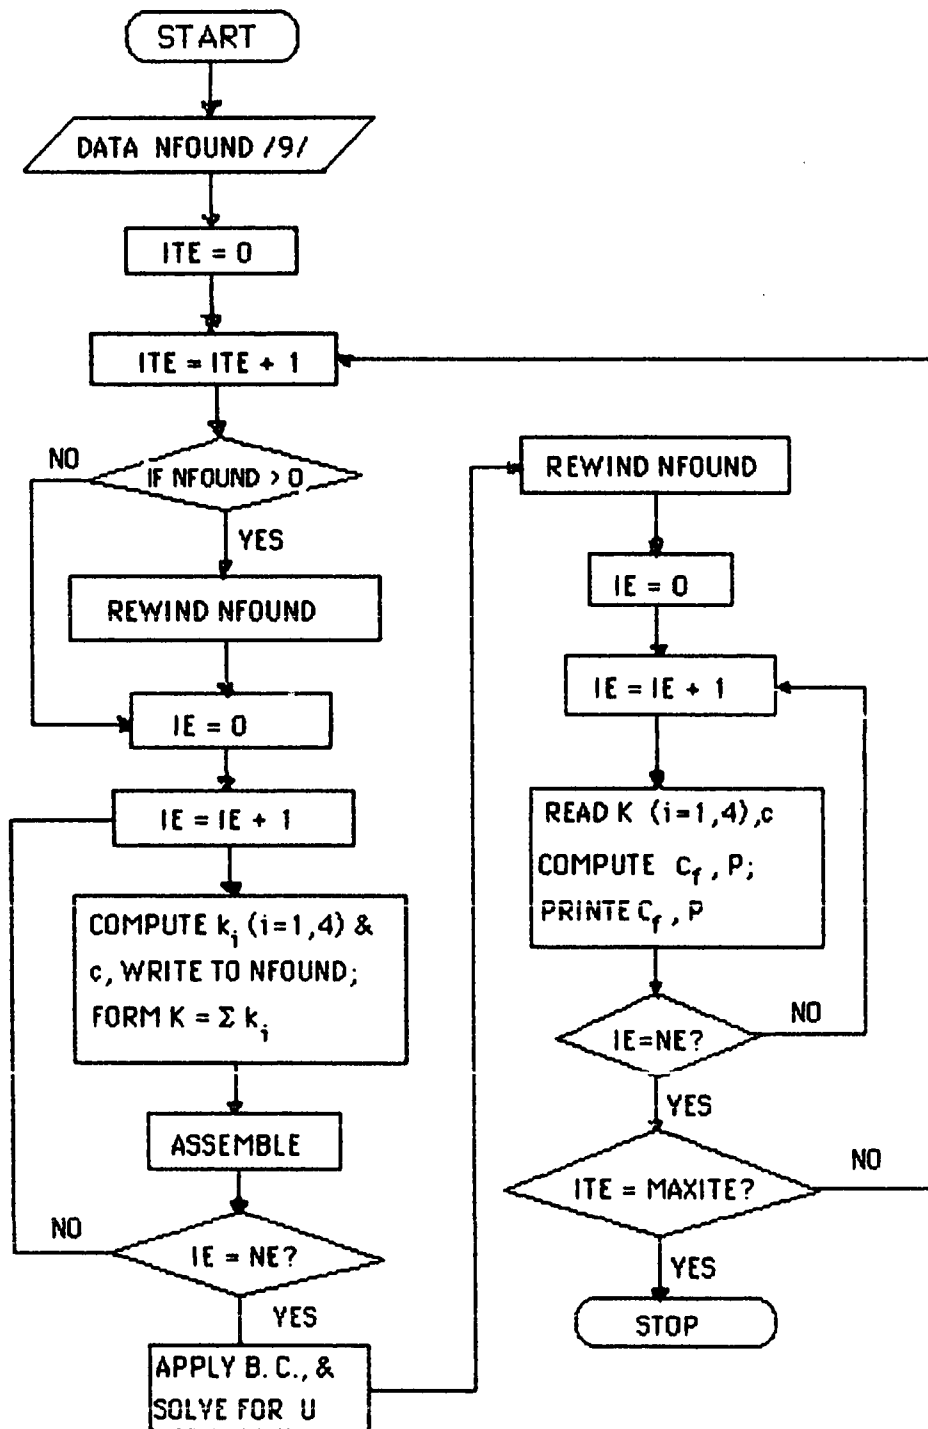 START
DATA NFOUND /9/
ITE = 0
ITE = ITE + 1
NO
IF NFOUND > 0
YES
REWIND NFOUND
IE = 0
IE = IE + 1
COMPUTE k_i (i=1,4) &
c, WRITE TO NFOUND;
FORM K = Σ k_i
ASSEMBLE
NO
IE = NE?
YES
APPLY B. C., &
SOLVE FOR U
REWIND NFOUND
IE = 0
IE = IE + 1
READ K (i=1,4),c
COMPUTE C_f , P;
PRINTE C_f , P
NO
IE=NE?
YES
NO
ITE = MAXITE?
YES
STOP